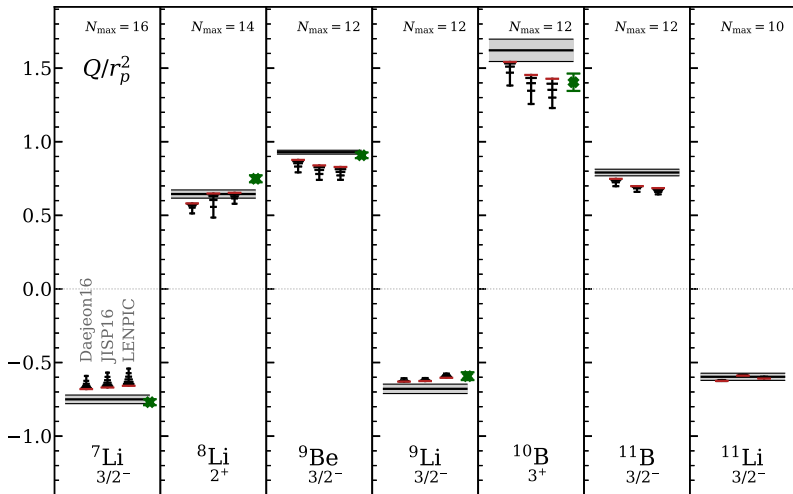 N_max = 16
N_max = 14
N_max = 12
N_max = 12
N_max = 12
N_max = 12
N_max = 10
Q/r_p^2
1.5
1.0
0.5
0.0
−0.5
−1.0
Daejeon16
JISP16
LENPIC
⁷Li
3/2⁻
⁸Li
2⁺
⁹Be
3/2⁻
⁹Li
3/2⁻
¹⁰B
3⁺
¹¹B
3/2⁻
¹¹Li
3/2⁻